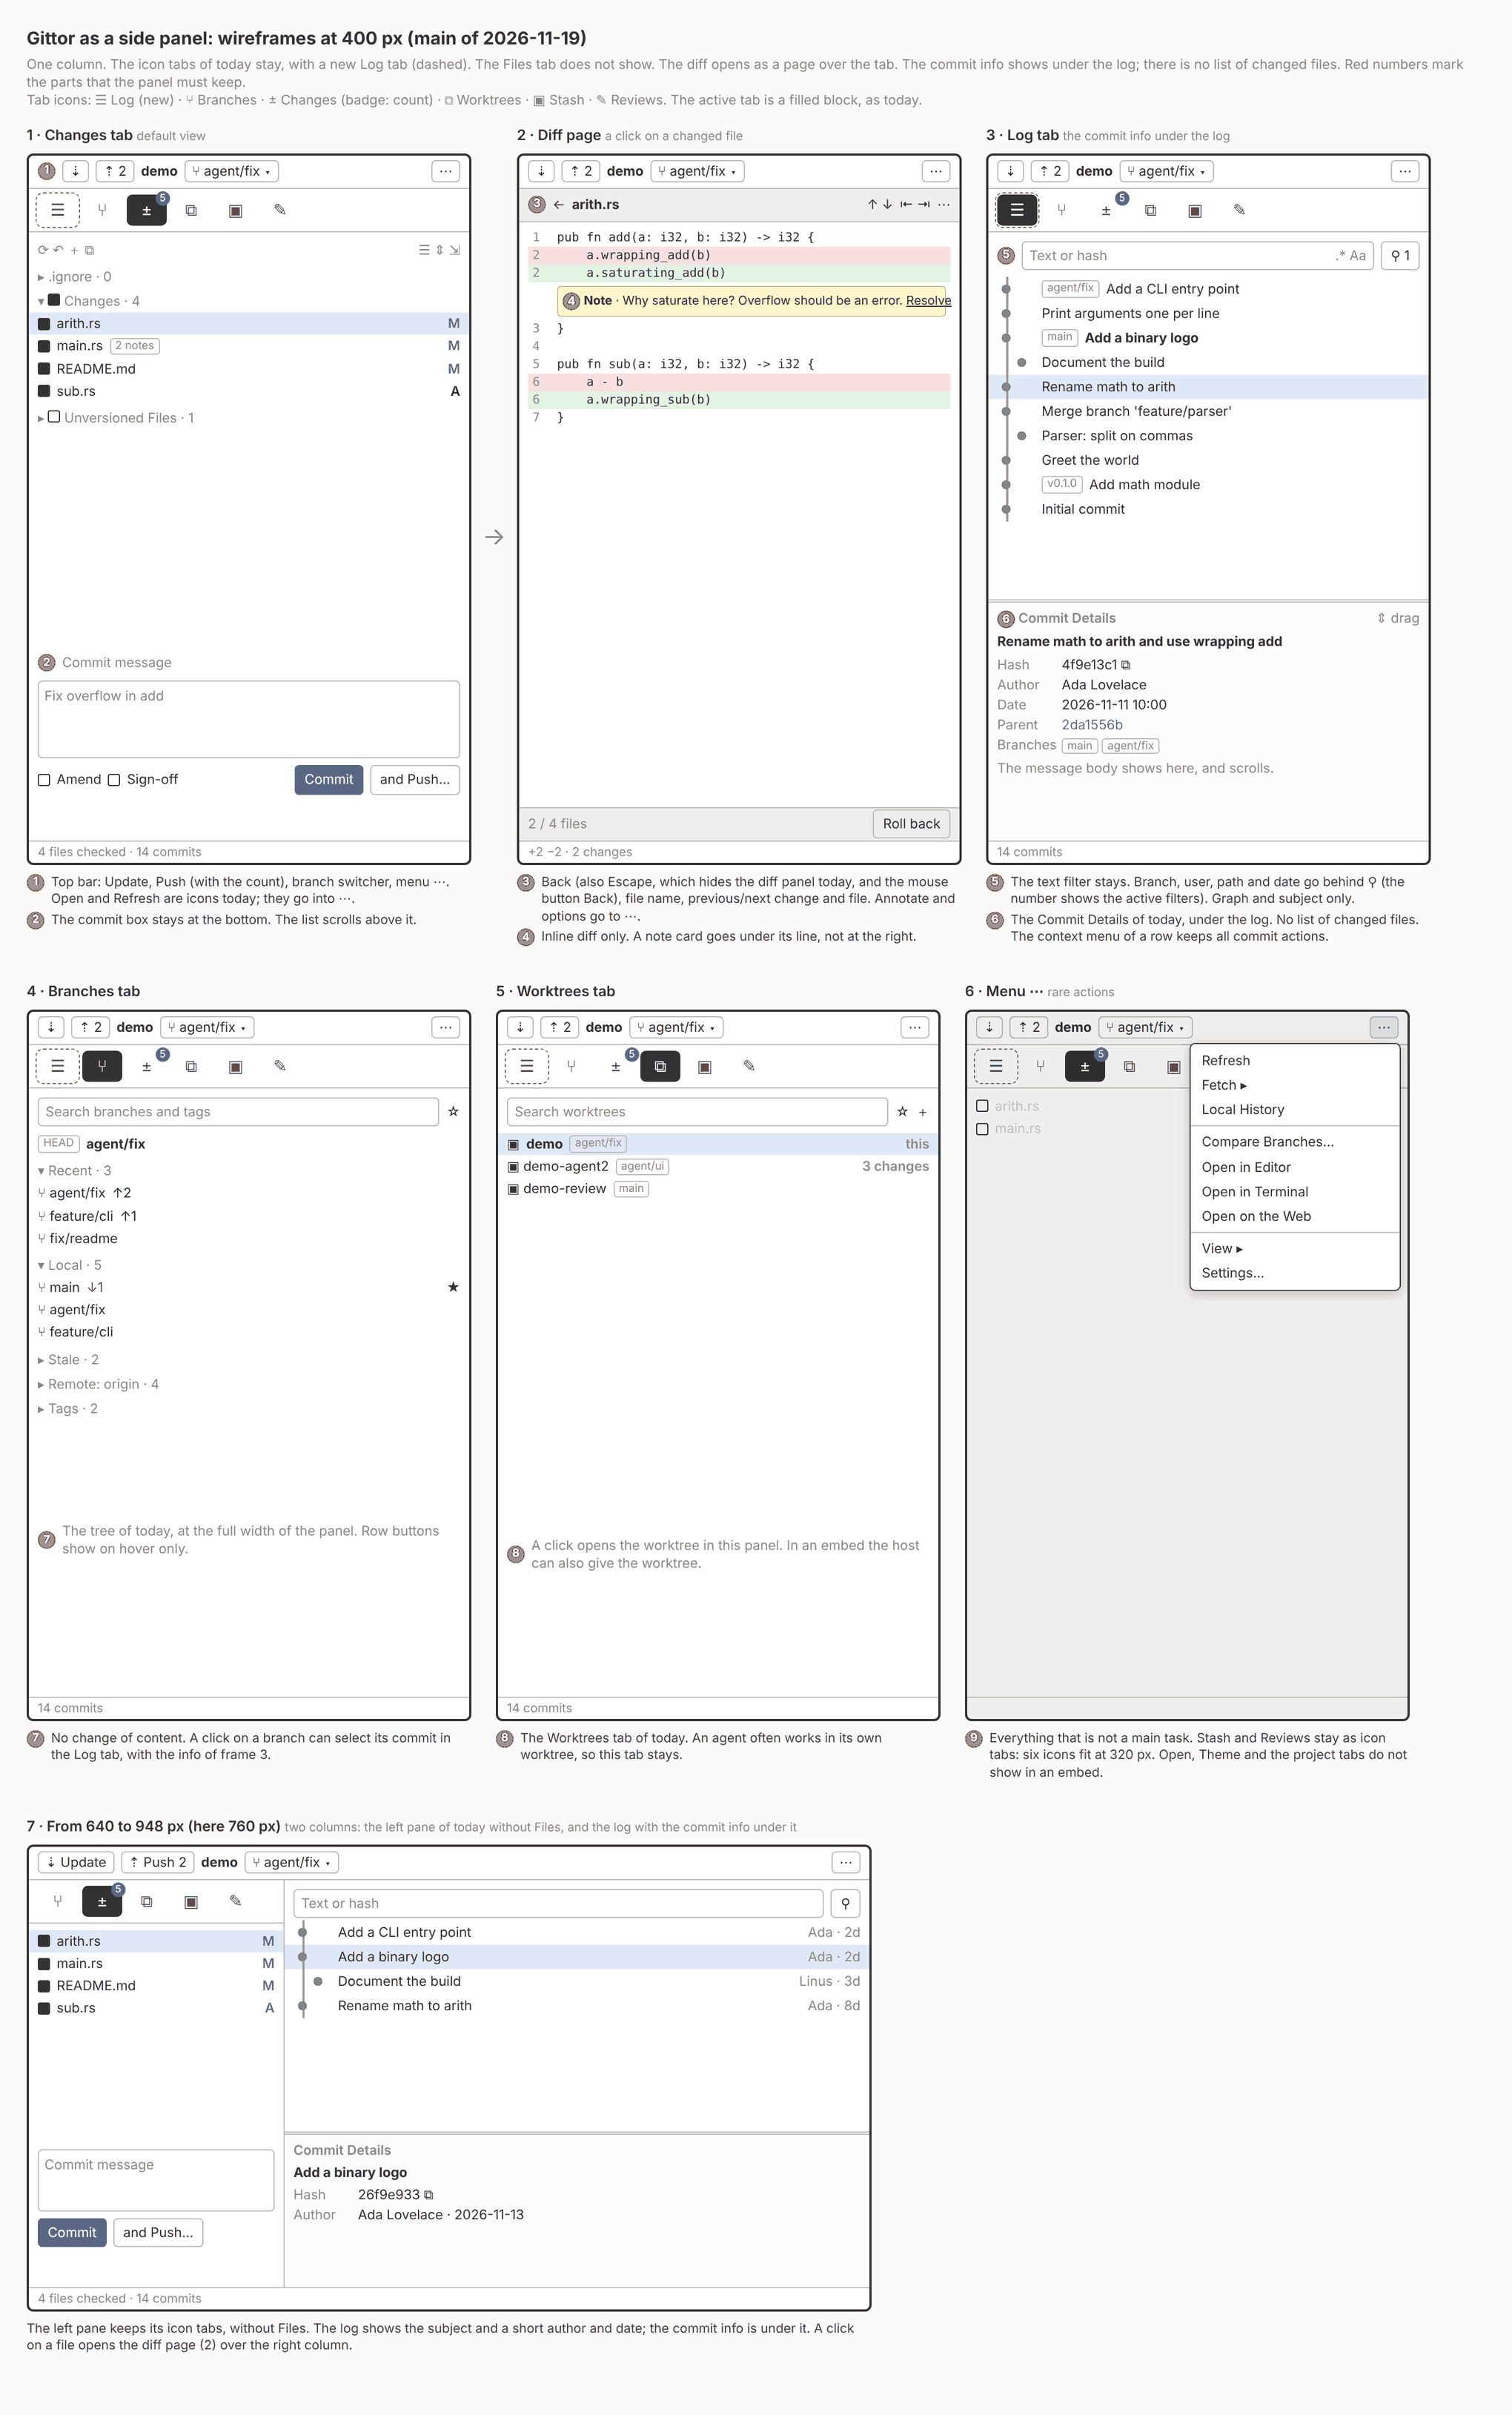 Gittor as a side panel: wireframes at 400 px (main of 2026-11-19)
One column. The icon tabs of today stay, with a new Log tab (dashed). The Files tab does not show. The diff opens as a page over the tab. The commit info shows under the log; there is no list of changed files. Red numbers mark
the parts that the panel must keep.
Tab icons: ☰ Log (new) · ⑂ Branches · ± Changes (badge: count) · ⧉ Worktrees · ▣ Stash · ✎ Reviews. The active tab is a filled block, as today.
1 · Changes tab default view
1 ⇣ ⇡ 2 demo ⑂ agent/fix ▾ ⋯
☰ ⑂ ± 5 ⧉ ▣ ✎
⟳ ↶ + ⧉ ☰ ⇕ ⇲
▸ .ignore · 0
▾ Changes · 4
arith.rs M
main.rs 2 notes M
README.md M
sub.rs A
▸ Unversioned Files · 1
2 Commit message
Fix overflow in add
Amend Sign-off Commit and Push...
4 files checked · 14 commits
1 Top bar: Update, Push (with the count), branch switcher, menu ⋯.
Open and Refresh are icons today; they go into ⋯.
2 The commit box stays at the bottom. The list scrolls above it.
→
2 · Diff page a click on a changed file
⇣ ⇡ 2 demo ⑂ agent/fix ▾ ⋯
3 ← arith.rs ↑ ↓ ⇤ ⇥ ⋯
1 pub fn add(a: i32, b: i32) -> i32 {
2 a.wrapping_add(b)
2 a.saturating_add(b)
4 Note · Why saturate here? Overflow should be an error. Resolve
3 }
4
5 pub fn sub(a: i32, b: i32) -> i32 {
6 a - b
6 a.wrapping_sub(b)
7 }
2 / 4 files Roll back
+2 −2 · 2 changes
3 Back (also Escape, which hides the diff panel today, and the mouse
button Back), file name, previous/next change and file. Annotate and
options go to ⋯.
4 Inline diff only. A note card goes under its line, not at the right.
3 · Log tab the commit info under the log
⇣ ⇡ 2 demo ⑂ agent/fix ▾ ⋯
☰ ⑂ ± 5 ⧉ ▣ ✎
5 Text or hash .* Aa ⚲ 1
agent/fix Add a CLI entry point
Print arguments one per line
main Add a binary logo
Document the build
Rename math to arith
Merge branch 'feature/parser'
Parser: split on commas
Greet the world
v0.1.0 Add math module
Initial commit
6 Commit Details ⇕ drag
Rename math to arith and use wrapping add
Hash 4f9e13c1 ⧉
Author Ada Lovelace
Date 2026-11-11 10:00
Parent 2da1556b
Branches main agent/fix
The message body shows here, and scrolls.
14 commits
5 The text filter stays. Branch, user, path and date go behind ⚲ (the
number shows the active filters). Graph and subject only.
6 The Commit Details of today, under the log. No list of changed files.
The context menu of a row keeps all commit actions.
4 · Branches tab
⇣ ⇡ 2 demo ⑂ agent/fix ▾ ⋯
☰ ⑂ ± 5 ⧉ ▣ ✎
Search branches and tags ☆
HEAD agent/fix
▾ Recent · 3
⑂ agent/fix ↑2
⑂ feature/cli ↑1
⑂ fix/readme
▾ Local · 5
⑂ main ↓1 ★
⑂ agent/fix
⑂ feature/cli
▸ Stale · 2
▸ Remote: origin · 4
▸ Tags · 2
7 The tree of today, at the full width of the panel. Row buttons
show on hover only.
14 commits
7 No change of content. A click on a branch can select its commit in
the Log tab, with the info of frame 3.
5 · Worktrees tab
⇣ ⇡ 2 demo ⑂ agent/fix ▾ ⋯
☰ ⑂ ± 5 ⧉ ▣ ✎
Search worktrees ☆ +
▣ demo agent/fix this
▣ demo-agent2 agent/ui 3 changes
▣ demo-review main
8 A click opens the worktree in this panel. In an embed the host
can also give the worktree.
14 commits
8 The Worktrees tab of today. An agent often works in its own
worktree, so this tab stays.
6 · Menu ⋯ rare actions
⇣ ⇡ 2 demo ⑂ agent/fix ▾ ⋯
☰ ⑂ ± 5 ⧉ ▣
arith.rs
main.rs
Refresh
Fetch ▸
Local History
Compare Branches...
Open in Editor
Open in Terminal
Open on the Web
View ▸
Settings...
9 Everything that is not a main task. Stash and Reviews stay as icon
tabs: six icons fit at 320 px. Open, Theme and the project tabs do not
show in an embed.
7 · From 640 to 948 px (here 760 px) two columns: the left pane of today without Files, and the log with the commit info under it
⇣ Update ⇡ Push 2 demo ⑂ agent/fix ▾ ⋯
⑂ ± 5 ⧉ ▣ ✎
arith.rs M
main.rs M
README.md M
sub.rs A
Commit message
Commit and Push...
Text or hash ⚲
Add a CLI entry point Ada · 2d
Add a binary logo Ada · 2d
Document the build Linus · 3d
Rename math to arith Ada · 8d
Commit Details
Add a binary logo
Hash 26f9e933 ⧉
Author Ada Lovelace · 2026-11-13
4 files checked · 14 commits
The left pane keeps its icon tabs, without Files. The log shows the subject and a short author and date; the commit info is under it. A click
on a file opens the diff page (2) over the right column.